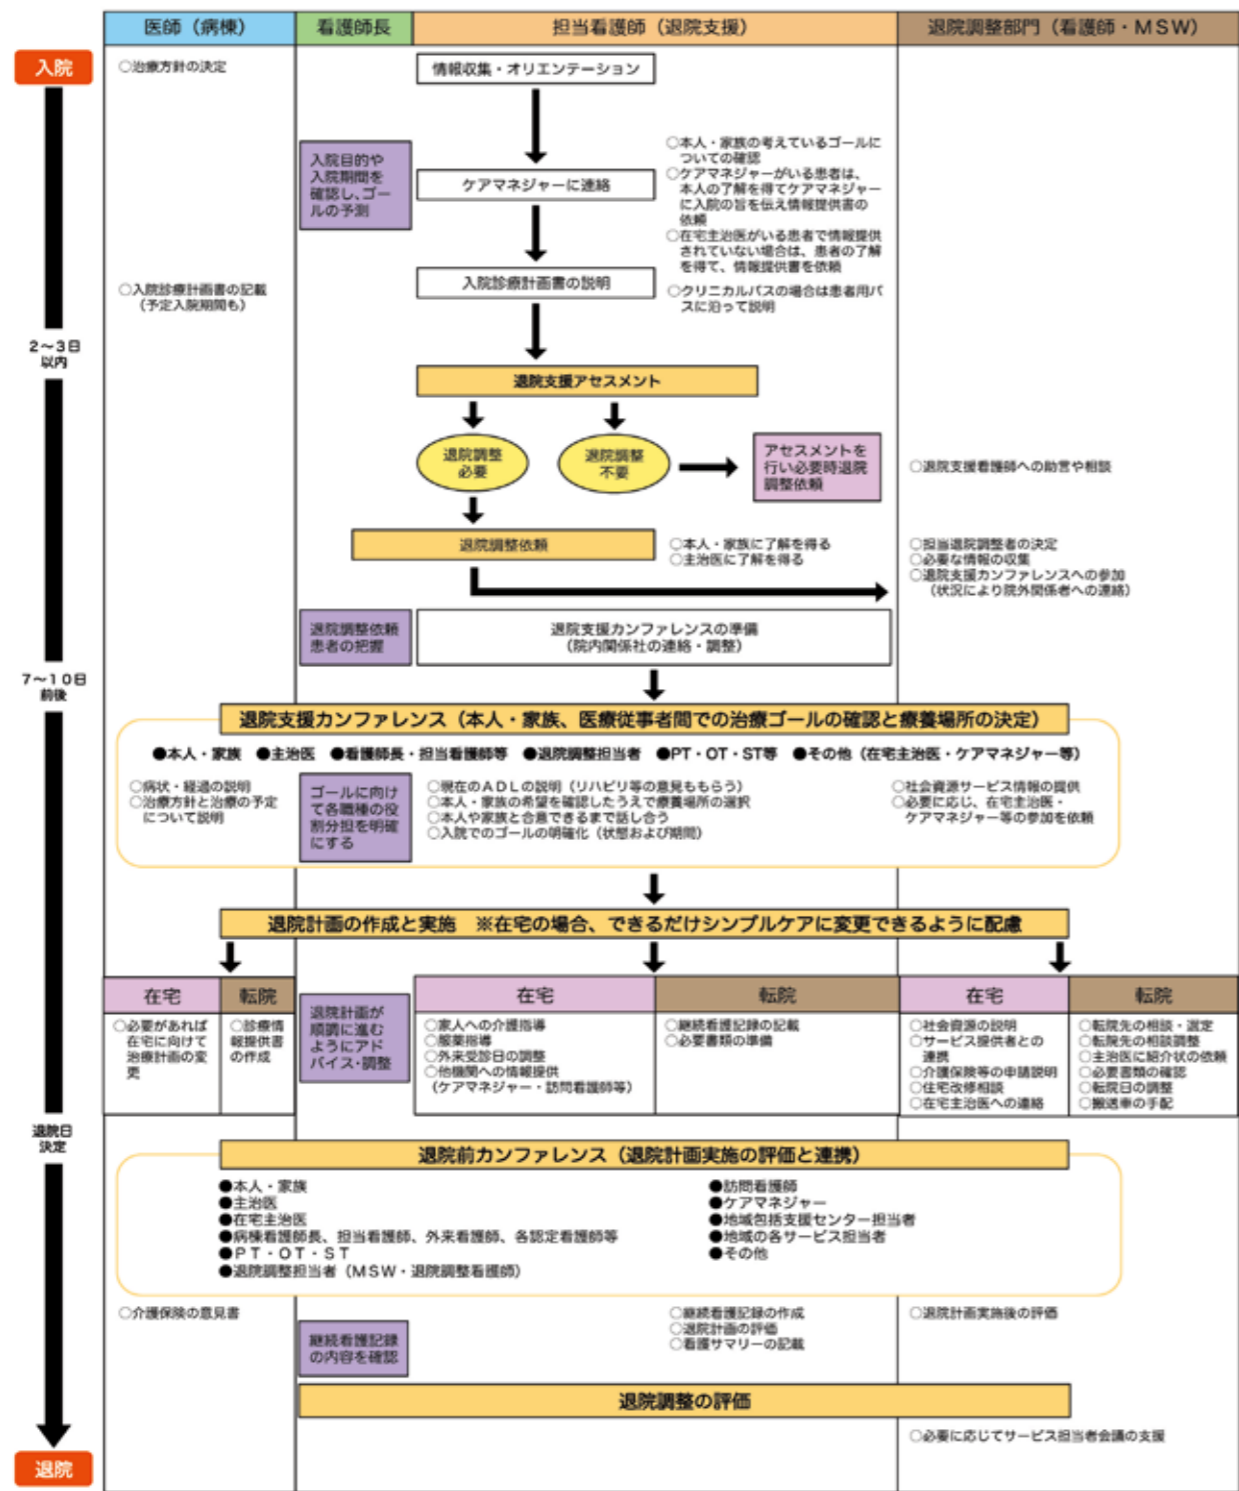 医師（病棟）
看護師長
担当看護師（退院支援）
退院調整部門（看護師・MSW）
入院
○治療方針の決定
情報収集・オリエンテーション
入院目的や
入院期間を
確認し、ゴー
ルの予測
ケアマネジャーに連絡
○本人・家族の考えているゴールに
ついての確認
○ケアマネジャーがいる患者は、
本人の了解を得てケアマネジャー
に入院の旨を伝え情報提供書の
依頼
○在宅主治医がいる患者で情報提供
されていない場合は、患者の了解
を得て、情報提供書を依頼
○入院診療計画書の記載
（予定入院期間も）
入院診療計画書の説明
○クリニカルパスの場合は患者用パ
スに沿って説明
2～3日
以内
退院支援アセスメント
退院調整
必要
退院調整
不要
アセスメントを
行い必要時退院
調整依頼
○退院支援看護師への助言や相談
退院調整依頼
○本人・家族に了解を得る
○主治医に了解を得る
○担当退院調整者の決定
○必要な情報の収集
○退院支援カンファレンスへの参加
（状況により院外関係者への連絡）
退院調整依頼
患者の把握
退院支援カンファレンスの準備
（院内関係社の連絡・調整）
7～10日
前後
退院支援カンファレンス（本人・家族、医療従事者間での治療ゴールの確認と療養場所の決定）
●本人・家族 ●主治医 ●看護師長・担当看護師等 ●退院調整担当者 ●PT・OT・ST等 ●その他（在宅主治医・ケアマネジャー等）
○病状・経過の説明
○治療方針と治療の予定
について説明
ゴールに向け
て各職種の役
割分担を明確
にする
○現在のADLの説明（リハビリ等の意見ももらう）
○本人・家族の希望を確認したうえで療養場所の選択
○本人や家族と合意できるまで話し合う
○入院でのゴールの明確化（状態および期間）
○社会資源サービス情報の提供
○必要に応じ、在宅主治医・
ケアマネジャー等の参加を依頼
退院計画の作成と実施 ※在宅の場合、できるだけシンプルケアに変更できるように配慮
在宅
転院
○必要があれば
在宅に向けて
治療計画の変
更
○診療情
報提供書
の作成
退院計画が
順調に進む
ようにアド
バイス・調整
在宅
転院
○家人への介護指導
○服薬指導
○外来受診日の調整
○他機関への情報提供
（ケアマネジャー・訪問看護師等）
○継続看護記録の記載
○必要書類の準備
在宅
転院
○社会資源の説明
○サービス提供者との
連携
○介護保険等の申請説明
○住宅改修相談
○在宅主治医への連絡
○転院先の相談・選定
○転院先の相談調整
○主治医に紹介状の依頼
○必要書類の確認
○転院日の調整
○搬送車の手配
退院日
決定
退院前カンファレンス（退院計画実施の評価と連携）
●本人・家族
●主治医
●在宅主治医
●病棟看護師長、担当看護師、外来看護師、各認定看護師等
●PT・OT・ST
●退院調整担当者（MSW・退院調整看護師）
●訪問看護師
●ケアマネジャー
●地域包括支援センター担当者
●地域の各サービス担当者
●その他
○介護保険の意見書
継続看護記録
の内容を確認
○継続看護記録の作成
○退院計画の評価
○看護サマリーの記載
○退院計画実施後の評価
退院調整の評価
○必要に応じてサービス担当者会議の支援
退院